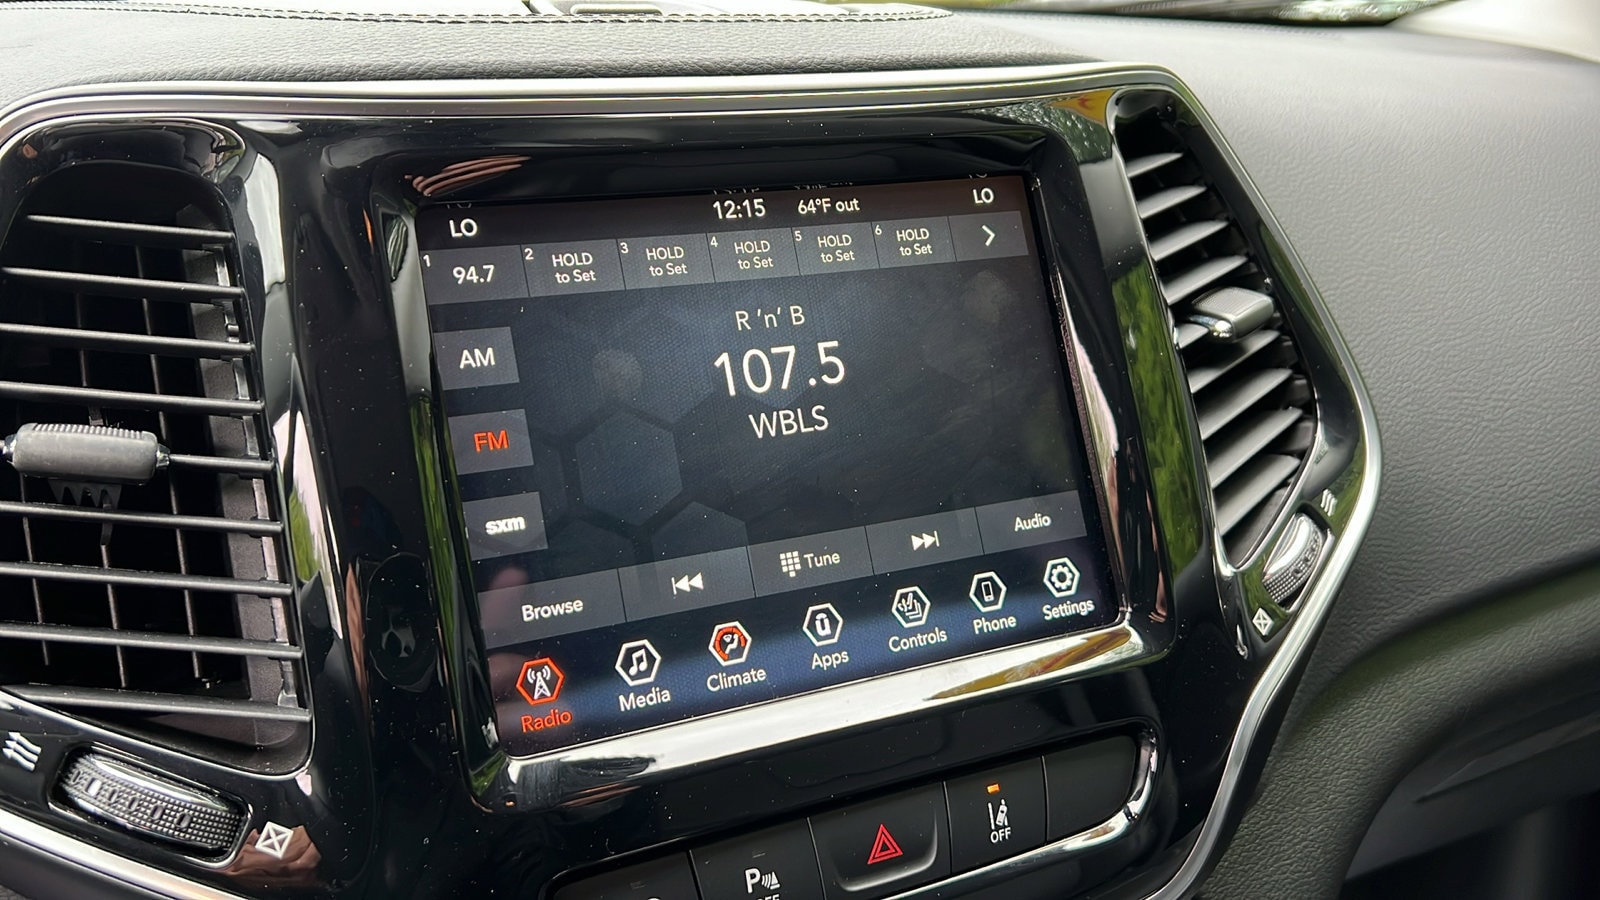 LO 12:15 64°F out LO
1 94.7
2 HOLD to Set
3 HOLD to Set
4 HOLD to Set
5 HOLD to Set
6 HOLD to Set
R 'n' B
AM
107.5
FM
WBLS
sxm
Browse
Tune
Audio
Radio
Media
Climate
Apps
Controls
Phone
Settings
OFF
P
OFF